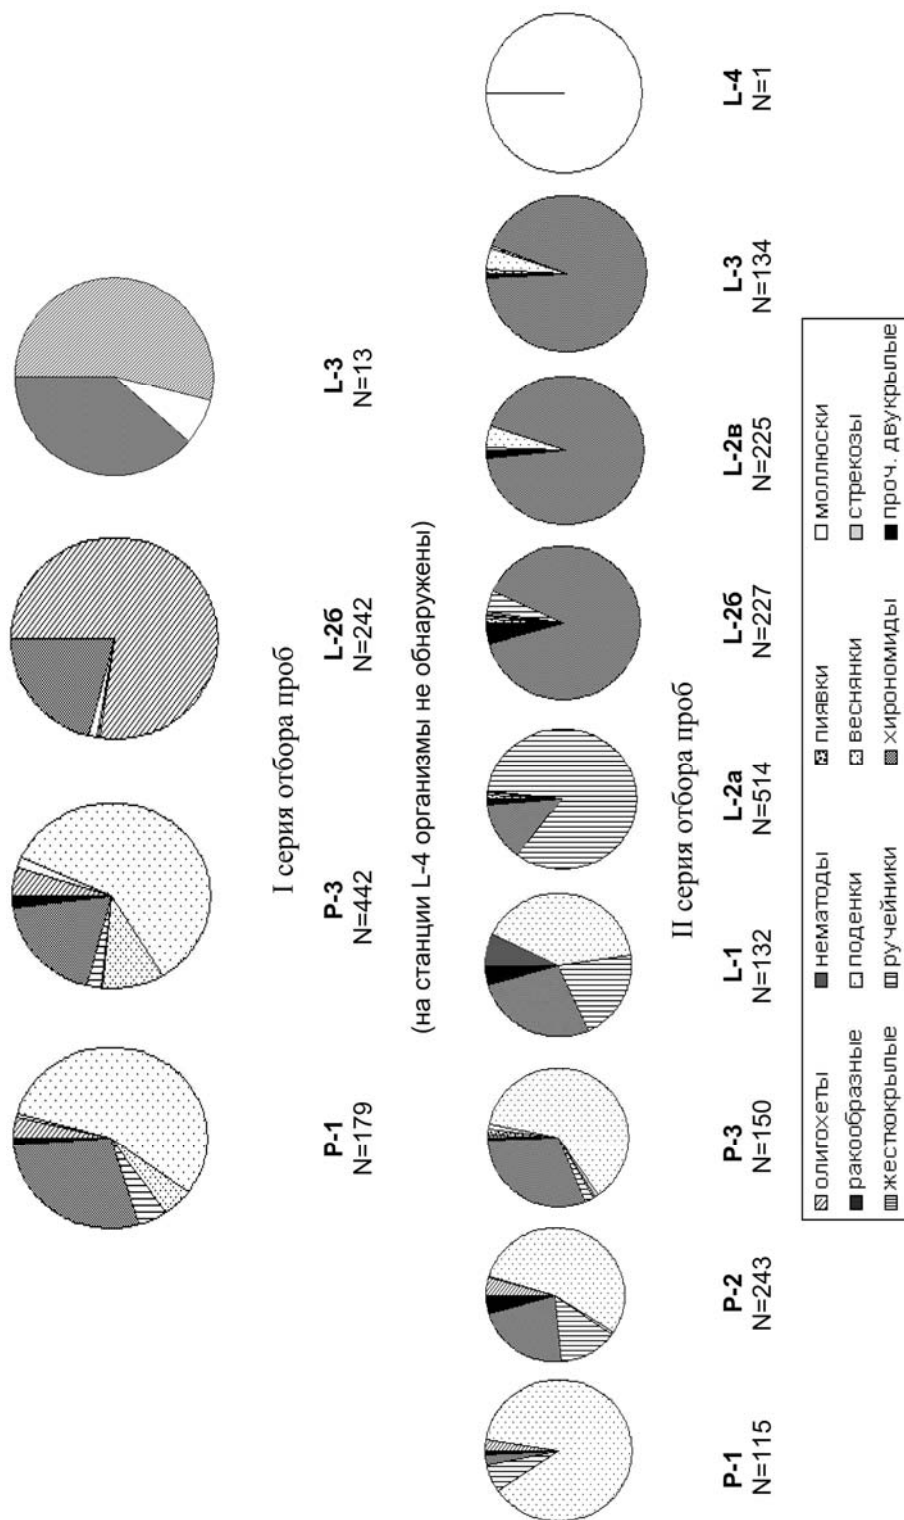 P-1
N=179
P-3
N=442
L-2б
N=242
L-3
N=13
I серия отбора проб
(на станции L-4 организмы не обнаружены)
P-1
N=115
P-2
N=243
P-3
N=150
L-1
N=132
L-2а
N=514
L-2б
N=227
L-2в
N=225
L-3
N=134
L-4
N=1
II серия отбора проб
олигохеты нематоды пиявки моллюски
ракообразные поденки веснянки стрекозы
жесткокрылые ручейники хирономиды проч. двукрылые